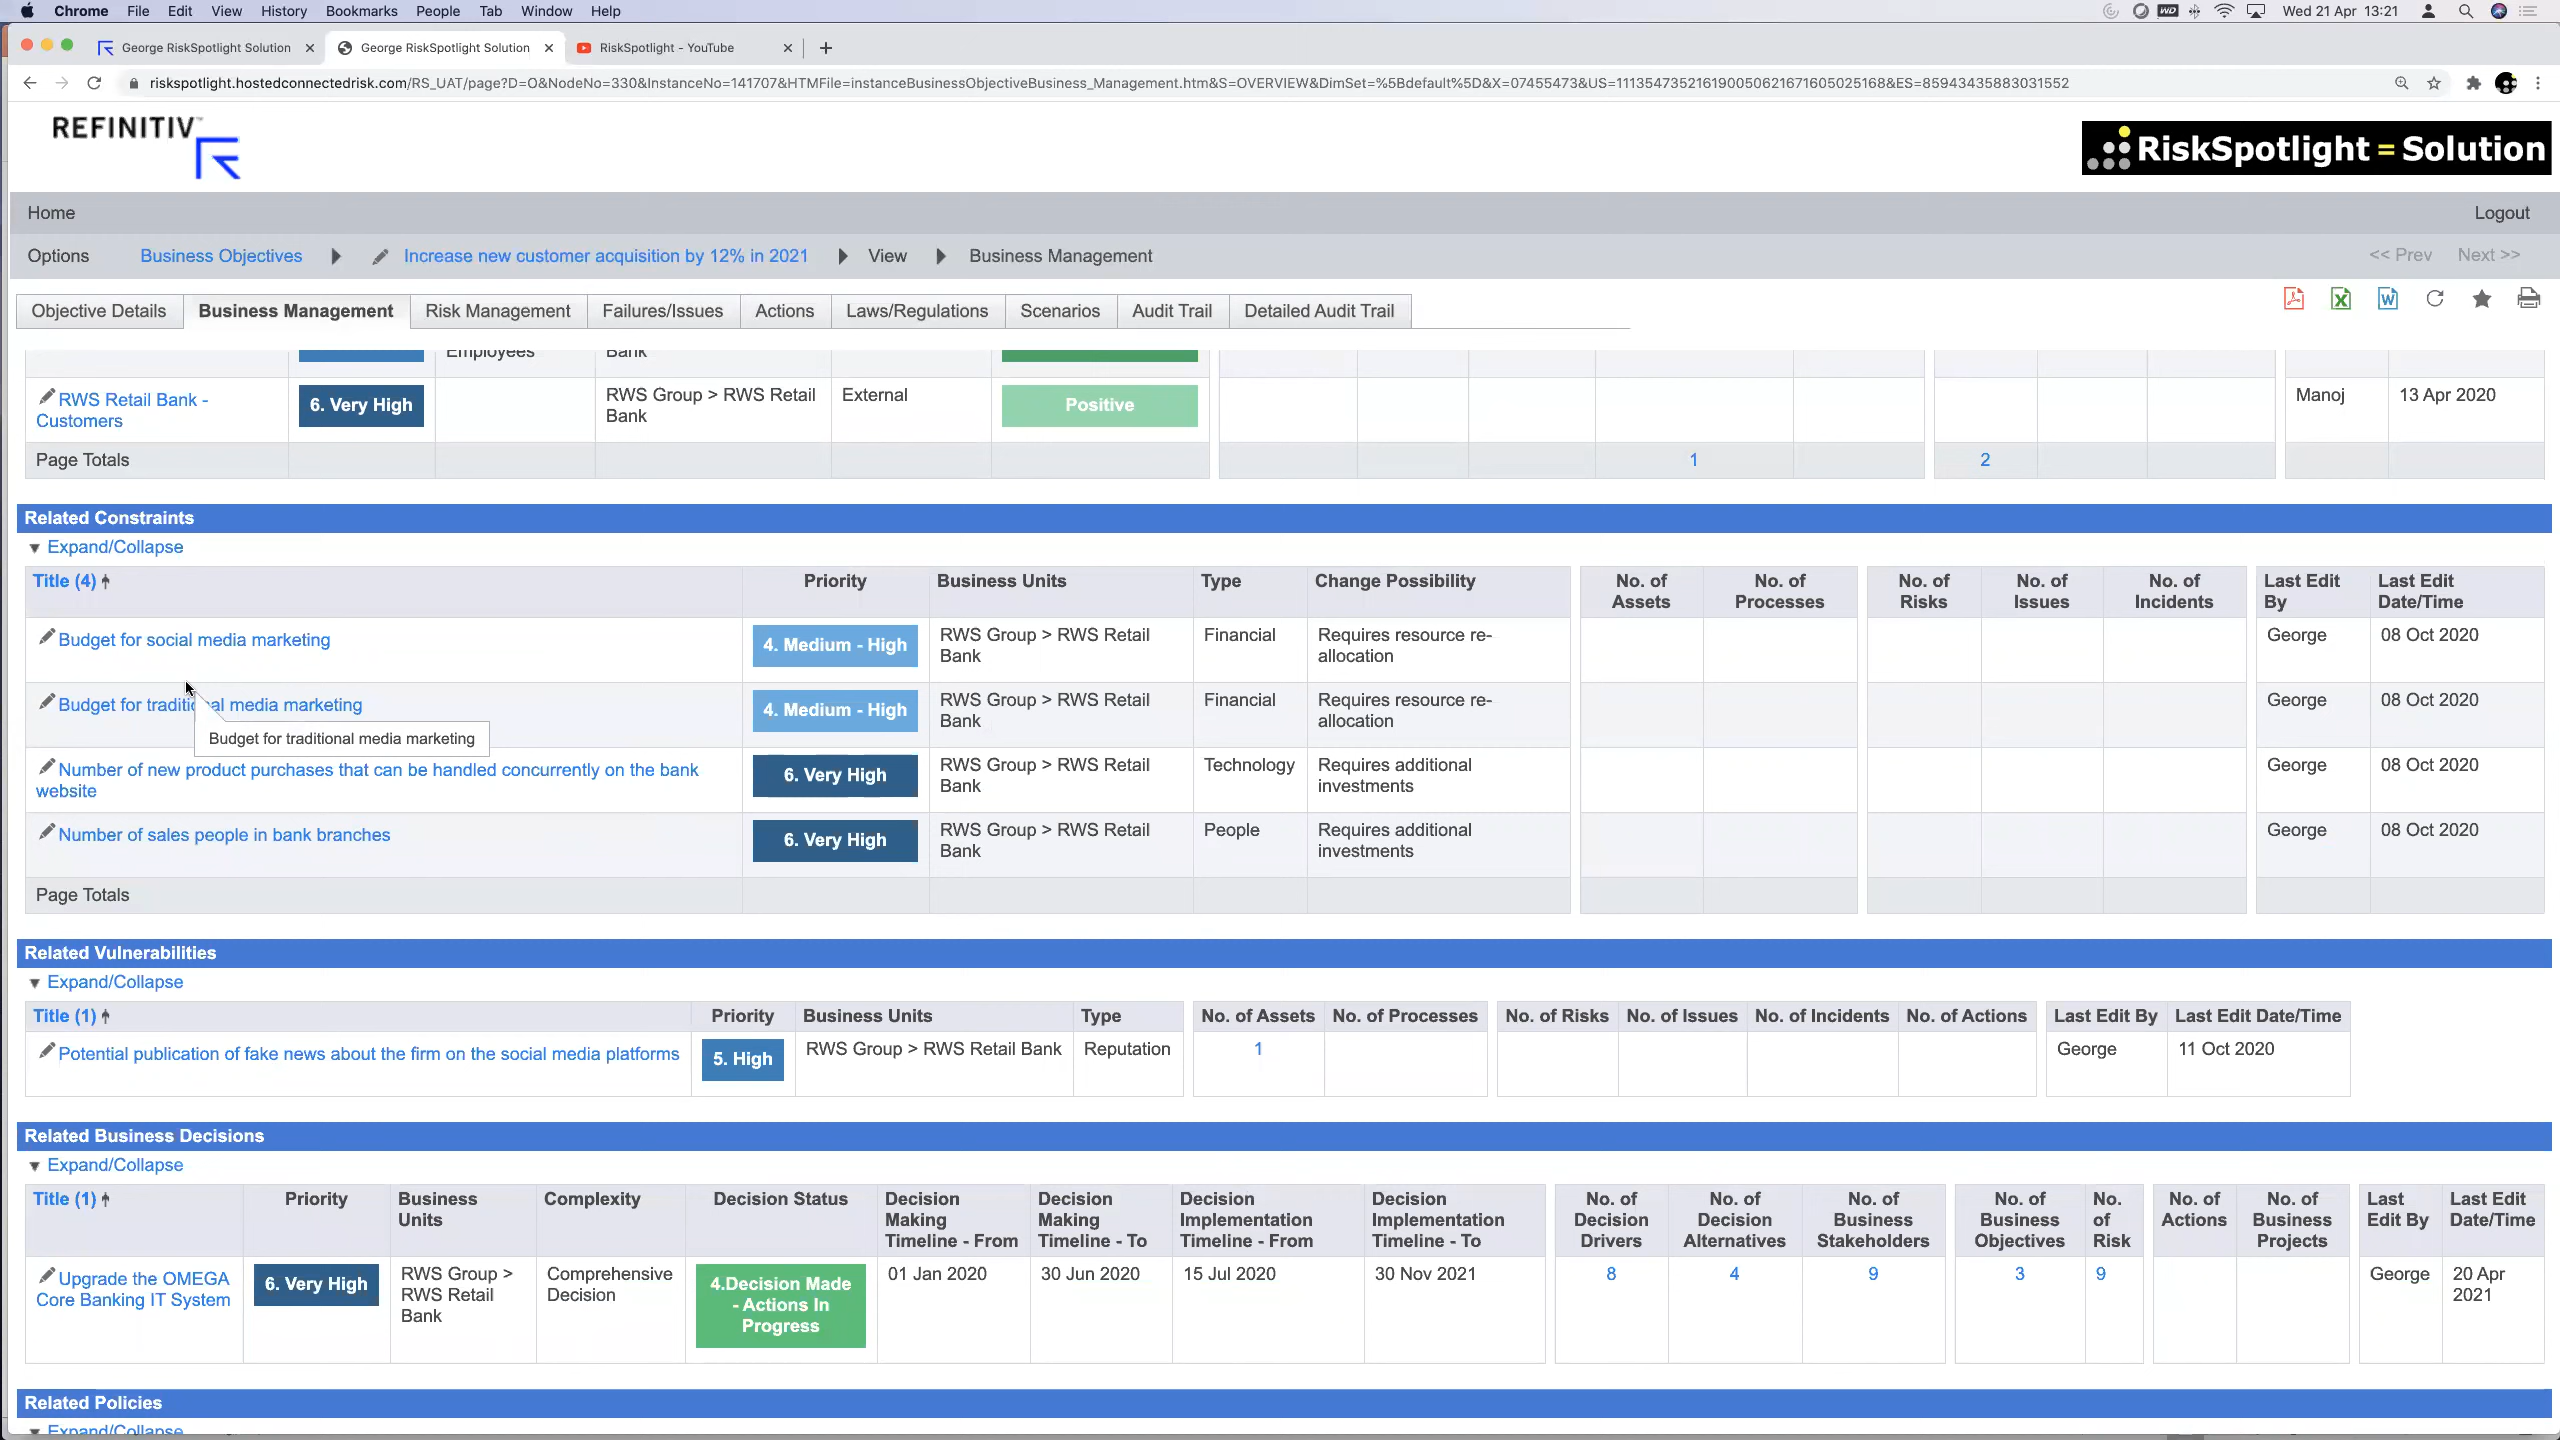 Chrome File Edit View History Bookmarks People Tab Window Help
WD Wed 21 Apr 13:21
George RiskSpotlight Solution
George RiskSpotlight Solution
RiskSpotlight - YouTube
riskspotlight.hostedconnectedrisk.com/RS_UAT/page?D=O&NodeNo=330&InstanceNo=141707&HTMFile=instanceBusinessObjectiveBusiness_Management.htm&S=OVERVIEW&DimSet=%5Bdefault%5D&X=07455473&US=11135473521619005062167160502516​8&ES=85943435883031552
REFINITIV™
RiskSpotlight = Solution
Home Logout
Options Business Objectives Increase new customer acquisition by 12% in 2021 View Business Management << Prev Next >>
Objective Details Business Management Risk Management Failures/Issues Actions Laws/Regulations Scenarios Audit Trail Detailed Audit Trail
Employees Bank
RWS Retail Bank - Customers 6. Very High RWS Group > RWS Retail Bank External Positive Manoj 13 Apr 2020
Page Totals 1 2
Related Constraints
Expand/Collapse
Title (4) Priority Business Units Type Change Possibility No. of Assets No. of Processes No. of Risks No. of Issues No. of Incidents Last Edit By Last Edit Date/Time
Budget for social media marketing 4. Medium - High RWS Group > RWS Retail Bank Financial Requires resource re-allocation George 08 Oct 2020
Budget for traditional media marketing 4. Medium - High RWS Group > RWS Retail Bank Financial Requires resource re-allocation George 08 Oct 2020
Budget for traditional media marketing
Number of new product purchases that can be handled concurrently on the bank website 6. Very High RWS Group > RWS Retail Bank Technology Requires additional investments George 08 Oct 2020
Number of sales people in bank branches 6. Very High RWS Group > RWS Retail Bank People Requires additional investments George 08 Oct 2020
Page Totals
Related Vulnerabilities
Expand/Collapse
Title (1) Priority Business Units Type No. of Assets No. of Processes No. of Risks No. of Issues No. of Incidents No. of Actions Last Edit By Last Edit Date/Time
Potential publication of fake news about the firm on the social media platforms 5. High RWS Group > RWS Retail Bank Reputation 1 George 11 Oct 2020
Related Business Decisions
Expand/Collapse
Title (1) Priority Business Units Complexity Decision Status Decision Making Timeline - From Decision Making Timeline - To Decision Implementation Timeline - From Decision Implementation Timeline - To No. of Decision Drivers No. of Decision Alternatives No. of Business Stakeholders No. of Business Objectives No. of Risk No. of Actions No. of Business Projects Last Edit By Last Edit Date/Time
Upgrade the OMEGA Core Banking IT System 6. Very High RWS Group > RWS Retail Bank Comprehensive Decision 4.Decision Made - Actions In Progress 01 Jan 2020 30 Jun 2020 15 Jul 2020 30 Nov 2021 8 4 9 3 9 George 20 Apr 2021
Related Policies
Expand/Collapse